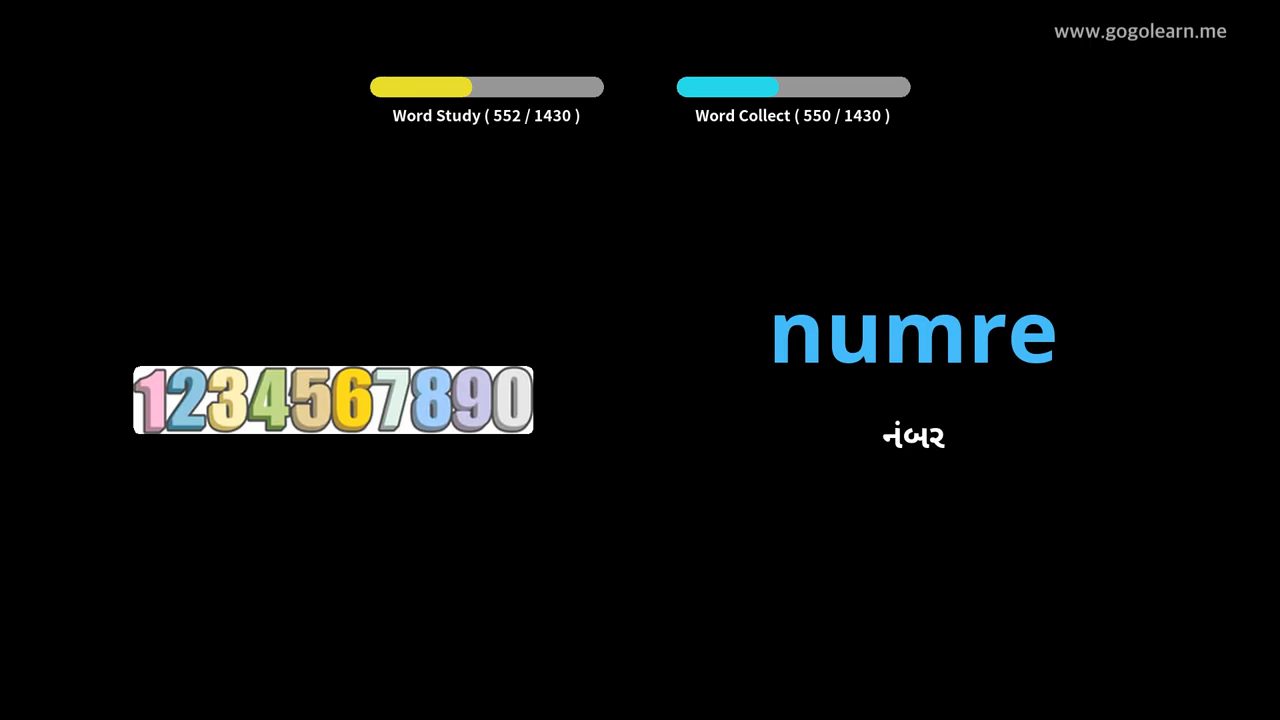 www.gogolearn.me
Word Study ( 552 / 1430 )
Word Collect ( 550 / 1430 )
numre
1234567890
નંબર